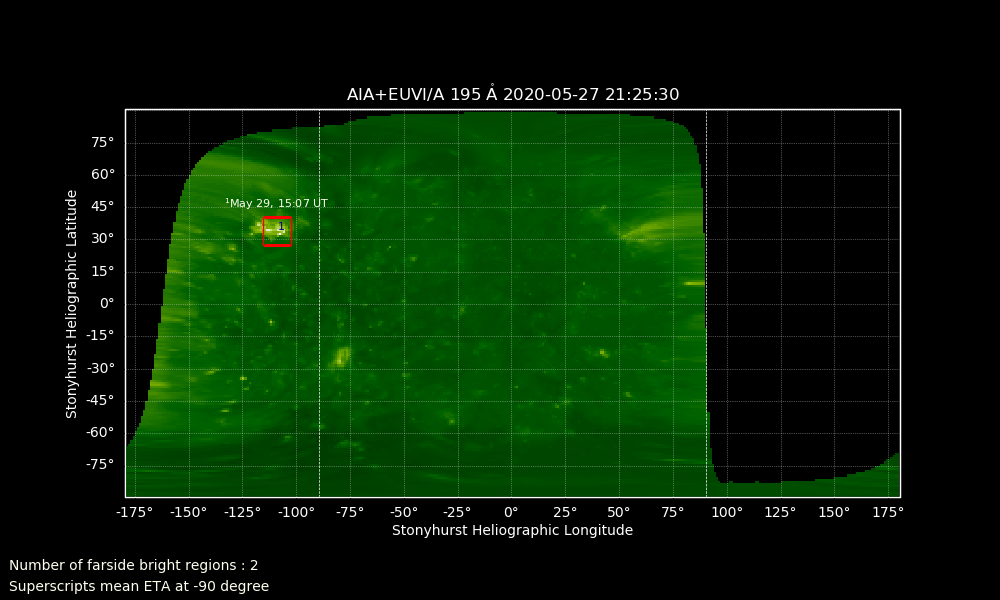 AIA+EUVI/A 195 Å 2020-05-27 21:25:30
75°
60°
45°
30°
15°
0°
-15°
-30°
-45°
-60°
-75°
Stonyhurst Heliographic Latitude
¹May 29, 15:07 UT
1
-175° -150° -125° -100° -75° -50° -25° 0° 25° 50° 75° 100° 125° 150° 175°
Stonyhurst Heliographic Longitude
Number of farside bright regions : 2
Superscripts mean ETA at -90 degree